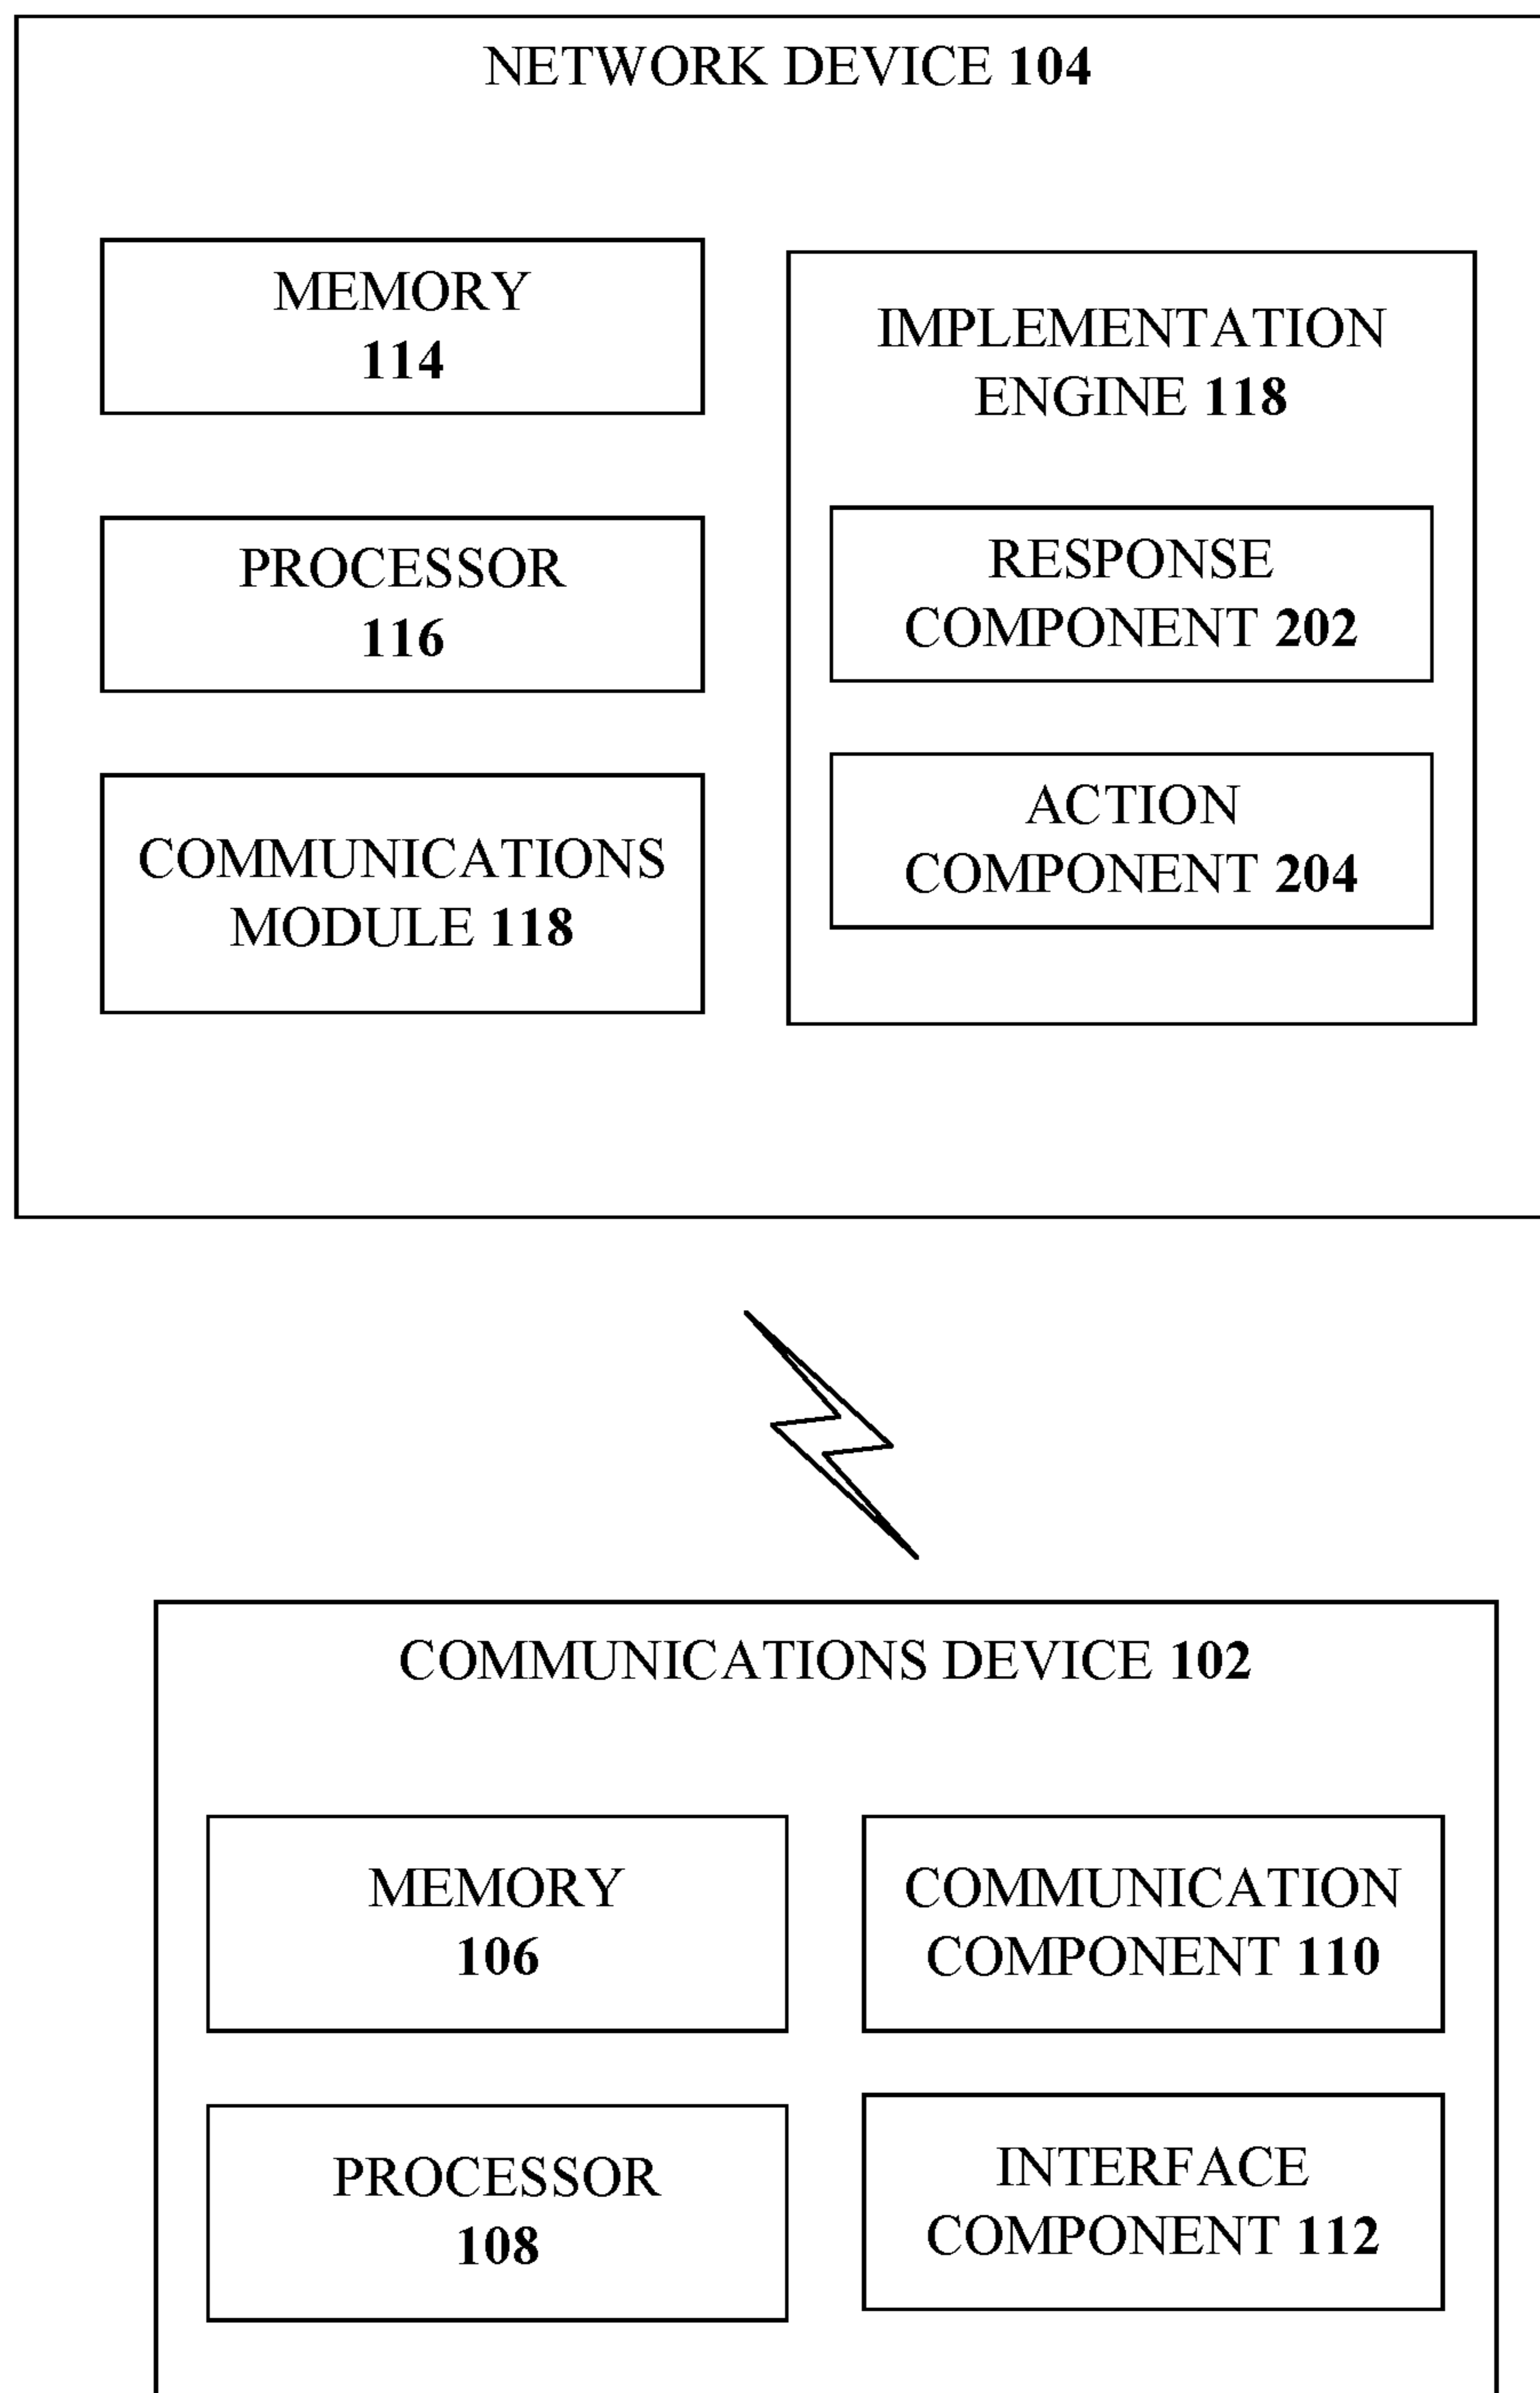 NETWORK DEVICE 104
MEMORY
114
PROCESSOR
116
COMMUNICATIONS
MODULE 118
IMPLEMENTATION
ENGINE 118
RESPONSE
COMPONENT 202
ACTION
COMPONENT 204
COMMUNICATIONS DEVICE 102
MEMORY
106
PROCESSOR
108
COMMUNICATION
COMPONENT 110
INTERFACE
COMPONENT 112